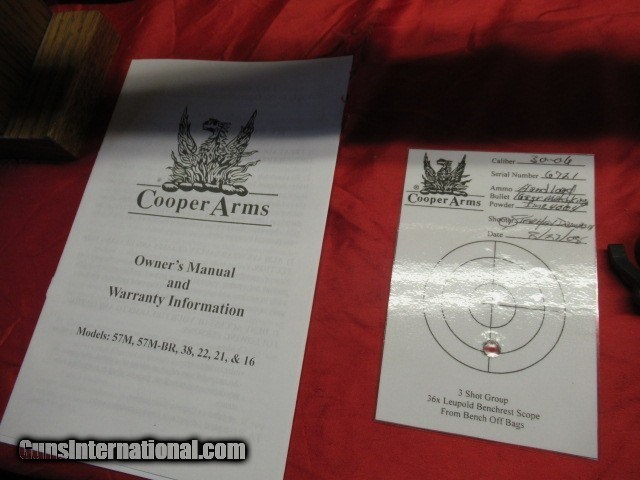 ®
Cooper Arms
Owner's Manual
and
Warranty Information
Models: 57M, 57M-BR, 38, 22, 21, & 16
®
Cooper Arms
Caliber 30-06
Serial Number
Ammo Hand Load
Bullet
Powder
Shooter
Date
3 Shot Group
36x Leupold Benchrest Scope
From Bench Off Bags
GunsInternational.com